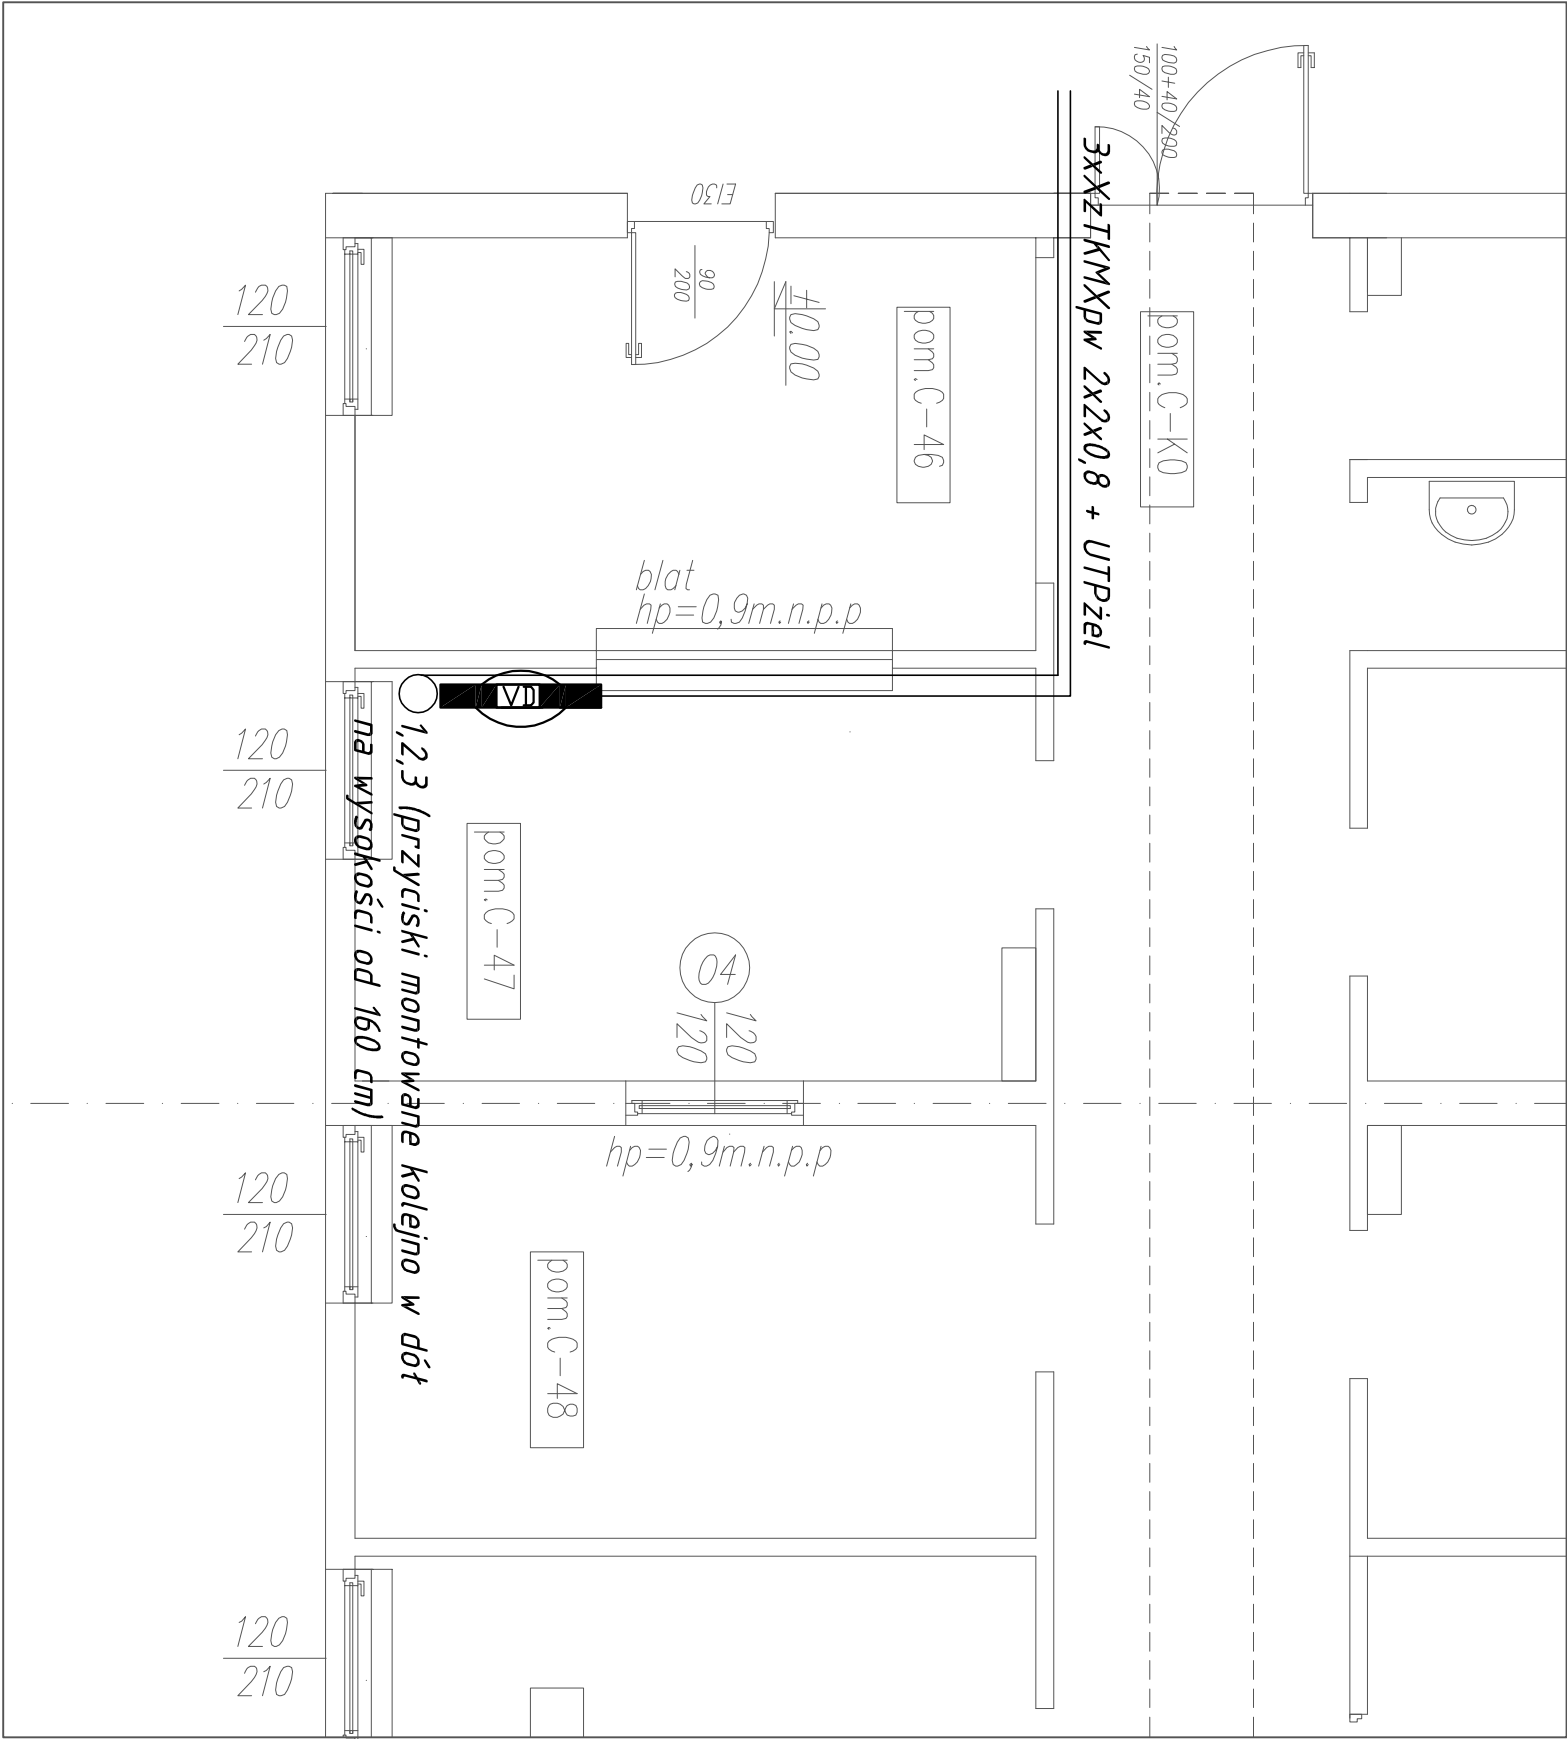 100+40/200
150/40
3xXzTKMXpw 2x2x0,8 + UTPżel
EI30
90
200
±0.00
pom.C-46
pom.C-K0
120
210
blat
hp=0,9m.n.p.p
VD
1,2,3 (przyciski montowane kolejno w dół
na wysokości od 160 cm)
120
210
pom.C-47
04
120
120
hp=0,9m.n.p.p
120
210
pom.C-48
120
210